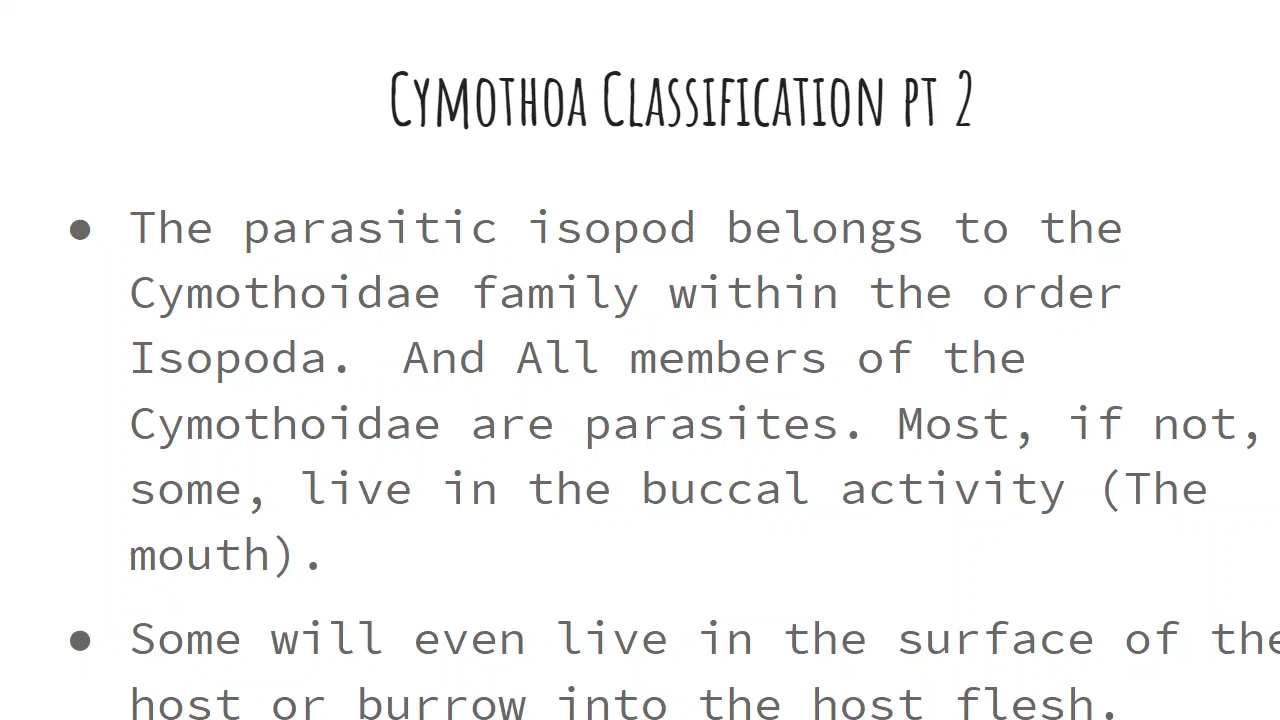 Cymothoa Classification pt 2
● The parasitic isopod belongs to the
Cymothoidae family within the order
Isopoda.  And All members of the
Cymothoidae are parasites. Most, if not,
some, live in the buccal activity (The
mouth).
● Some will even live in the surface of the
host or burrow into the host flesh.